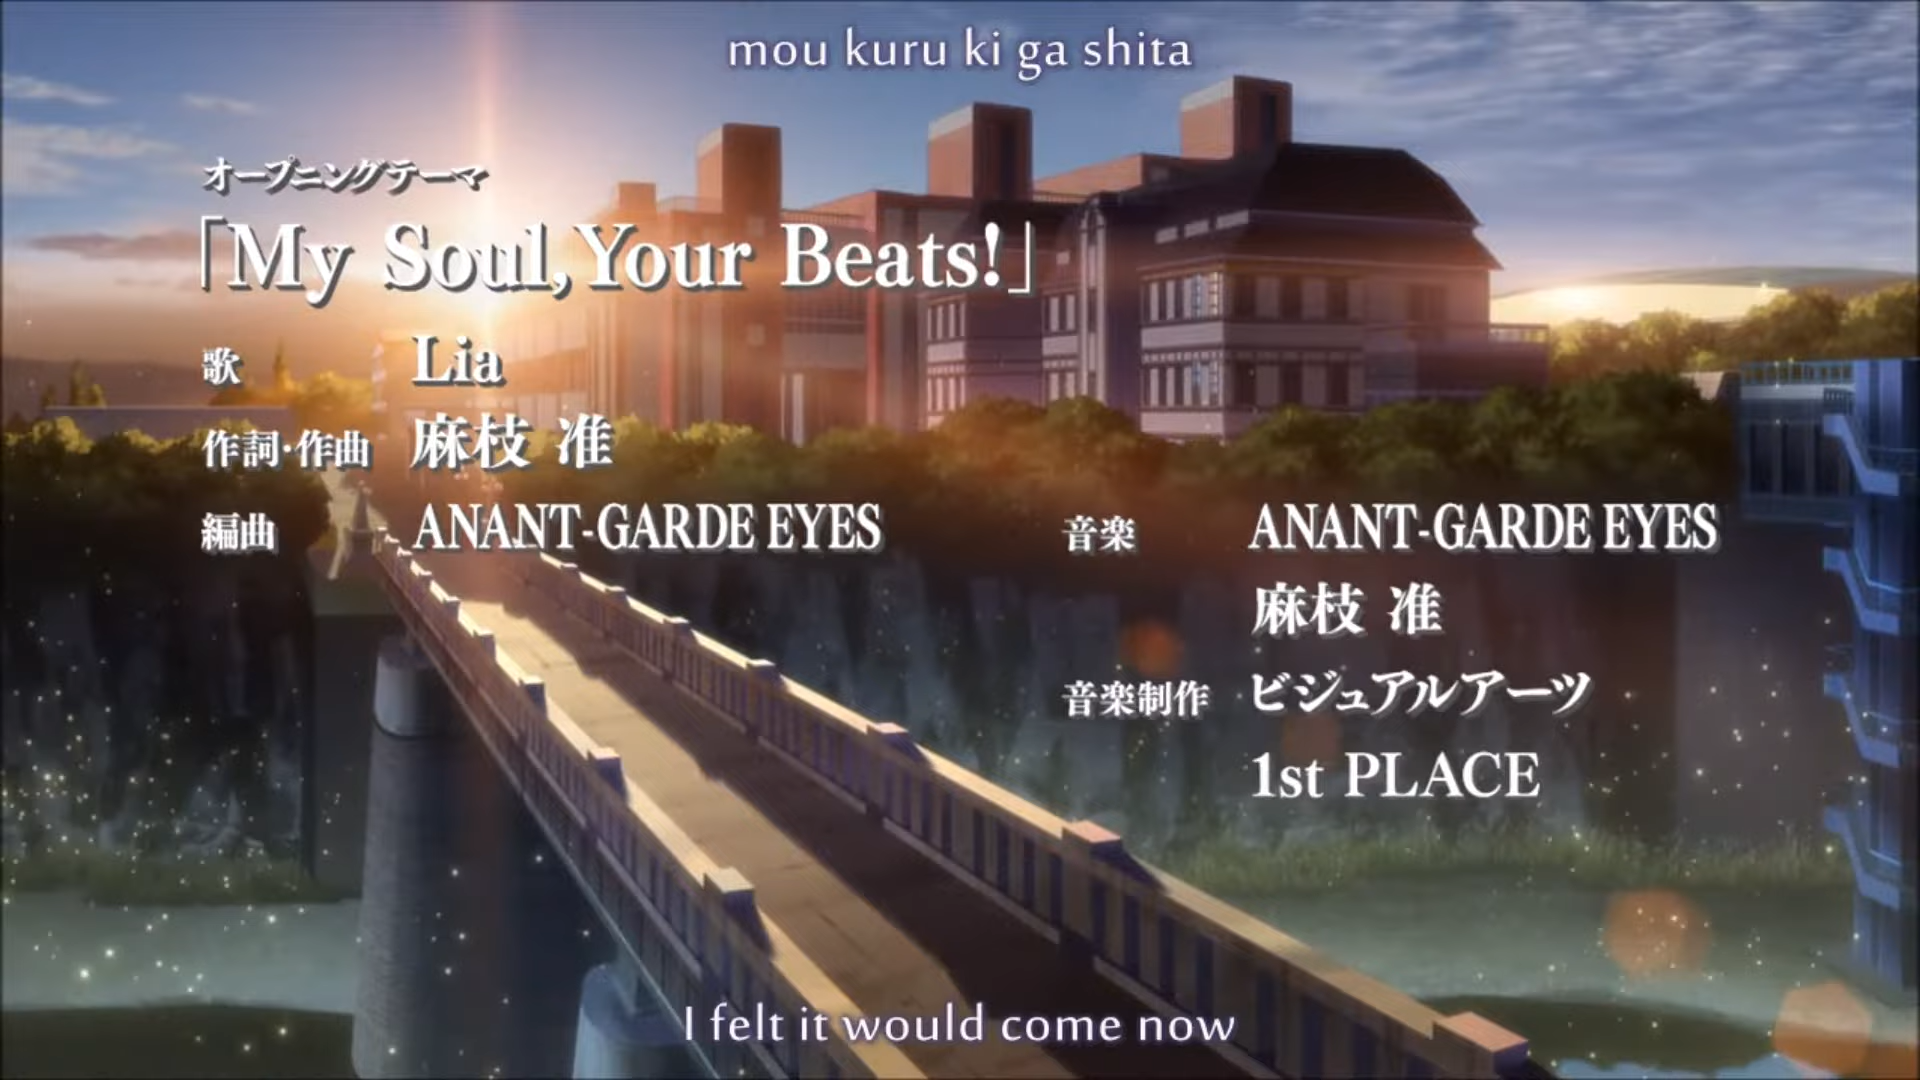 mou kuru ki ga shita
オープニングテーマ
「My Soul,Your Beats!」
歌 Lia
作詞・作曲 麻枝 准
編曲 ANANT-GARDE EYES
音楽 ANANT-GARDE EYES
麻枝 准
音楽制作 ビジュアルアーツ
1st PLACE
I felt it would come now